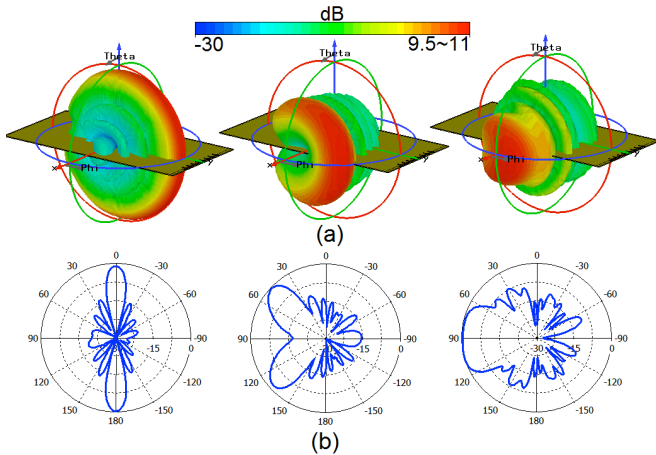 dB
-30 9.5~11
Theta Theta Theta
x Phi x Phi x Phi
(a)
0 0 0
30 -30 30 -30 30 -30
60 -60 60 -60 60 -60
90 -15 0 -90 90 -15 0 -90 90 -30 -15 0 -90
120 -120 120 -120 120 -120
150 -150 150 -150 150 -150
180 180 180
(b)